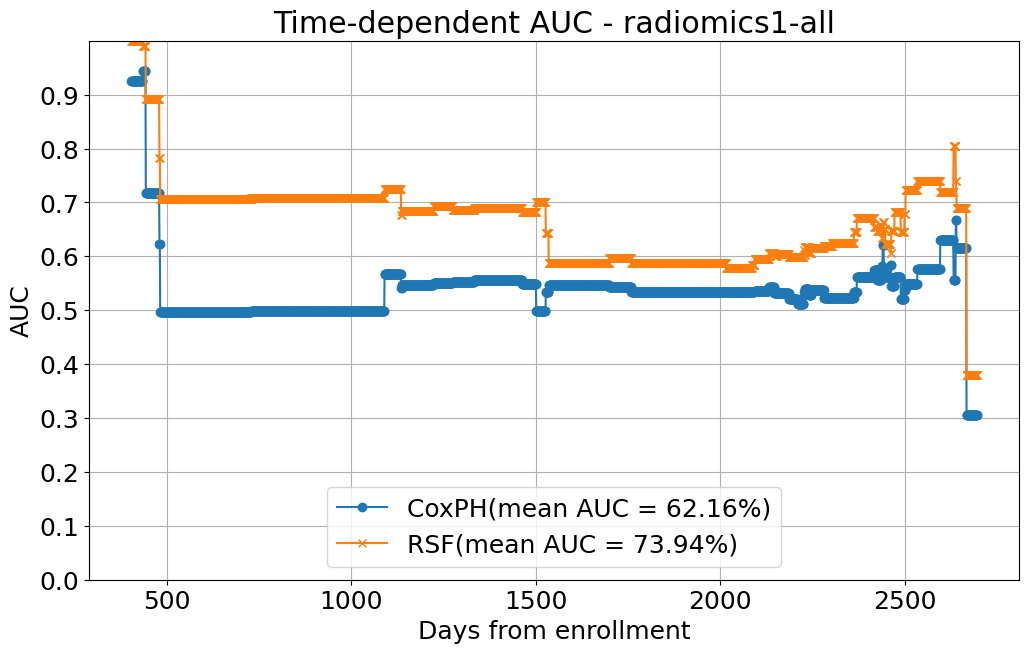 Time-dependent AUC - radiomics1-all
AUC
0.9
0.8
0.7
0.6
0.5
0.4
0.3
0.2
0.1
0.0
CoxPH(mean AUC = 62.16%)
RSF(mean AUC = 73.94%)
500 1000 1500 2000 2500
Days from enrollment